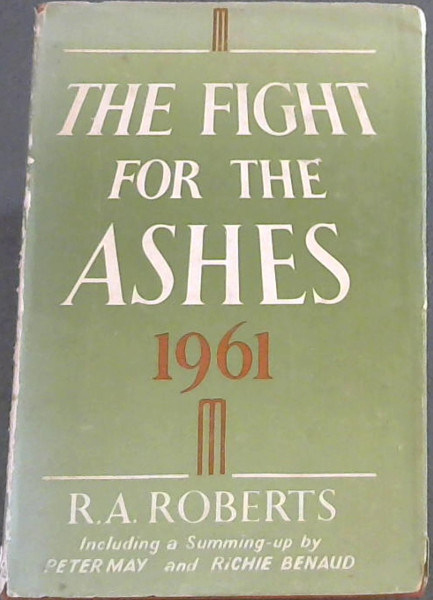 THE FIGHT
FOR THE
ASHES
1961
R.A. ROBERTS
Including a Summing-up by
PETER MAY and RICHIE BENAUD